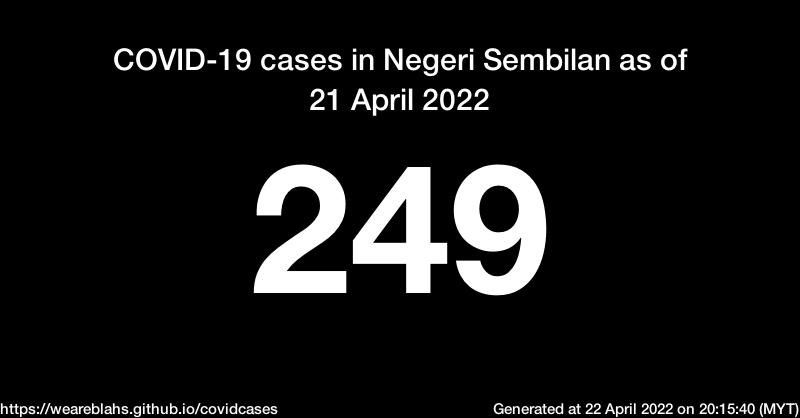 COVID-19 cases in Negeri Sembilan as of
21 April 2022
249
https://weareblahs.github.io/covidcases
Generated at 22 April 2022 on 20:15:40 (MYT)